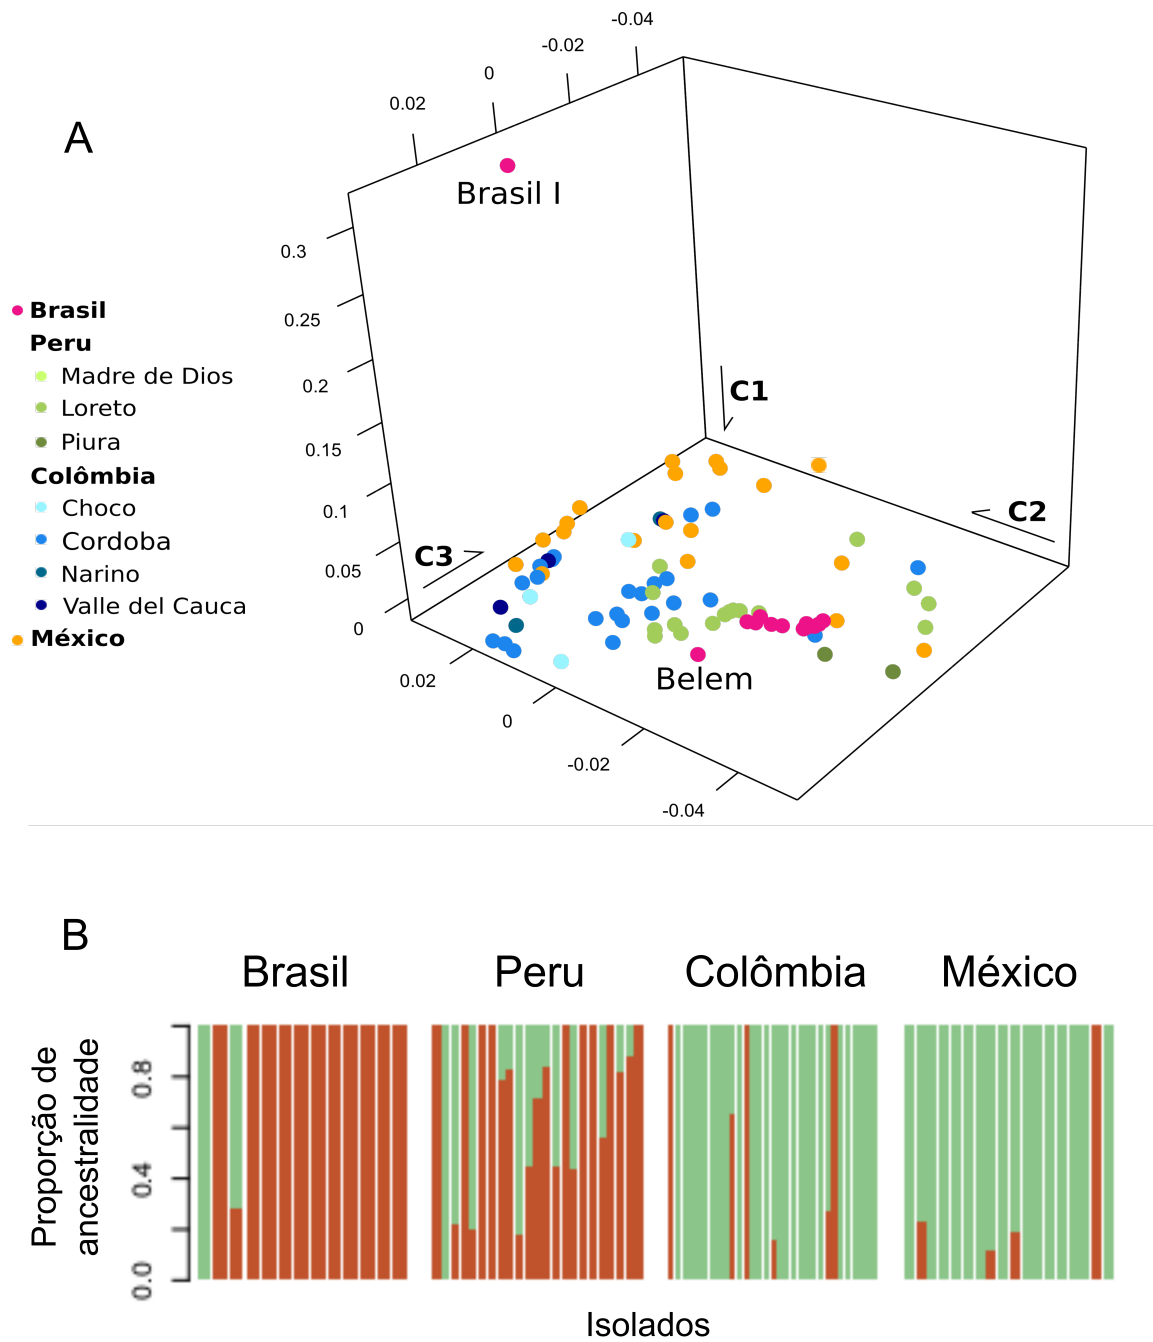 -0.04
-0.02
0
0.02
A
Brasil I
0.3
0.25
0.2
0.15
0.1
0.05
0
Brasil
Peru
Madre de Dios
Loreto
Piura
Colômbia
Choco
Cordoba
Narino
Valle del Cauca
México
C1
C2
C3
Belem
0.02
0
-0.02
-0.04
B
Brasil
Peru
Colômbia
México
Proporção de
ancestralidade
0.8
0.4
0.0
Isolados